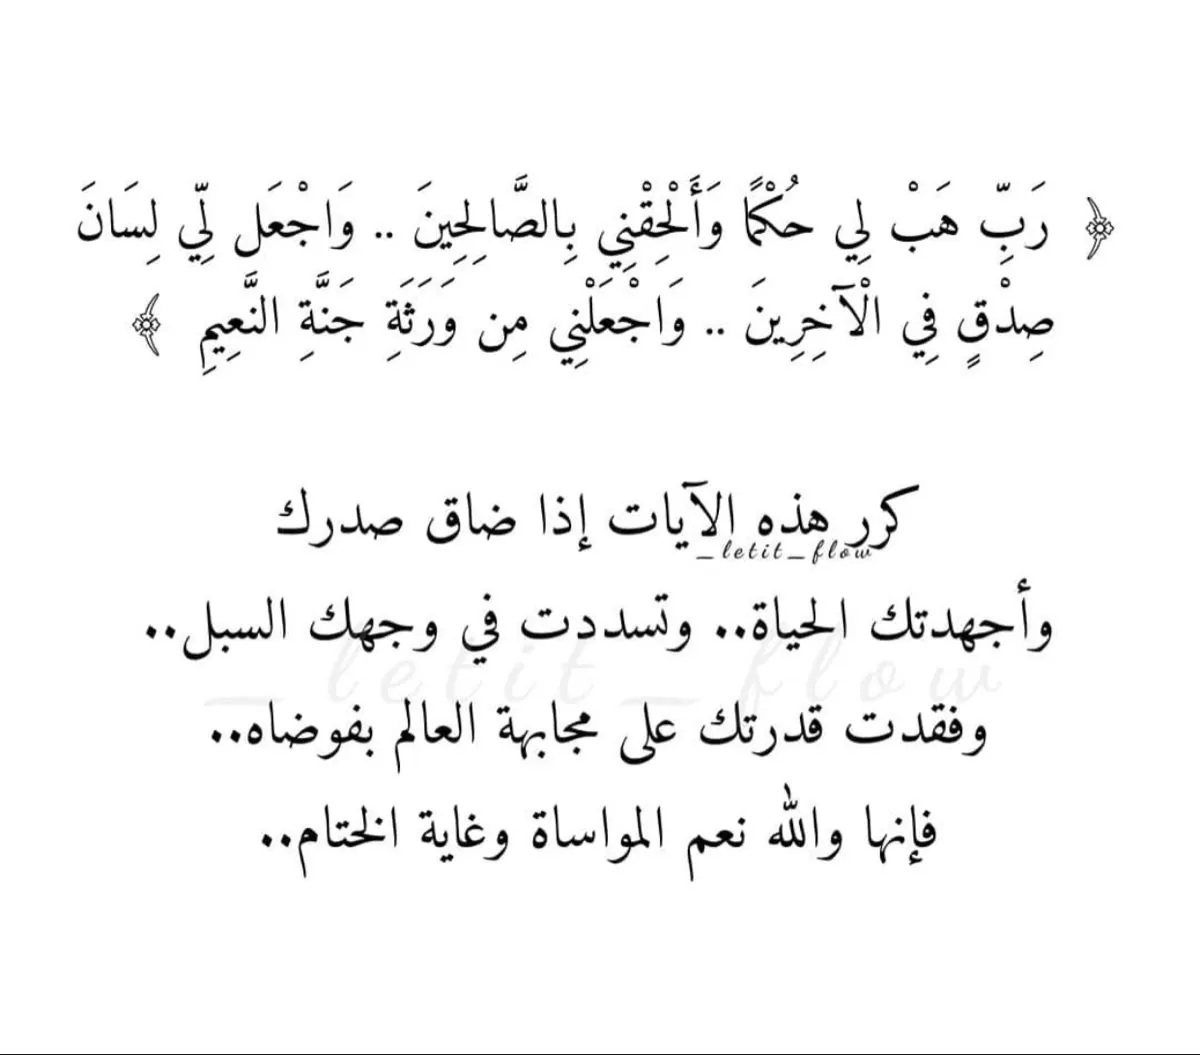 ﴿ رَبِّ هَبْ لِي حُكْمًا وَأَلْحِقْنِي بِالصَّالِحِينَ .. وَاجْعَل لِّي لِسَانَ
صِدْقٍ فِي الْآخِرِينَ .. وَاجْعَلْنِي مِن وَرَثَةِ جَنَّةِ النَّعِيمِ ﴾
كرر هذه الآيات إذا ضاق صدرك
_letit_flow
وأجهدتك الحياة.. وتسددت في وجهك السبل..
_letit_flow
وفقدت قدرتك على مجابهة العالم بفوضاه..
فإنها والله نعم المواساة وغاية الختام..